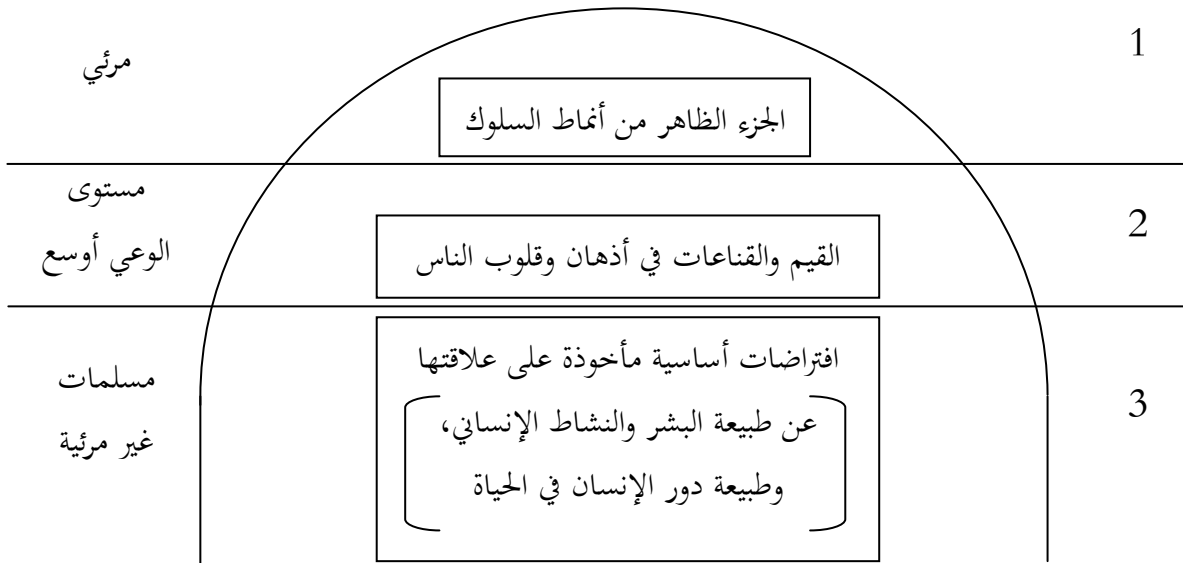 1
مرئي
الجزء الظاهر من أنماط السلوك
2
مستوى
الوعي أوسع
القيم والقناعات في أذهان وقلوب الناس
3
مسلمات
غير مرئية
افتراضات أساسية مأخوذة على علاقتها
عن طبيعة البشر والنشاط الإنساني،
وطبيعة دور الإنسان في الحياة